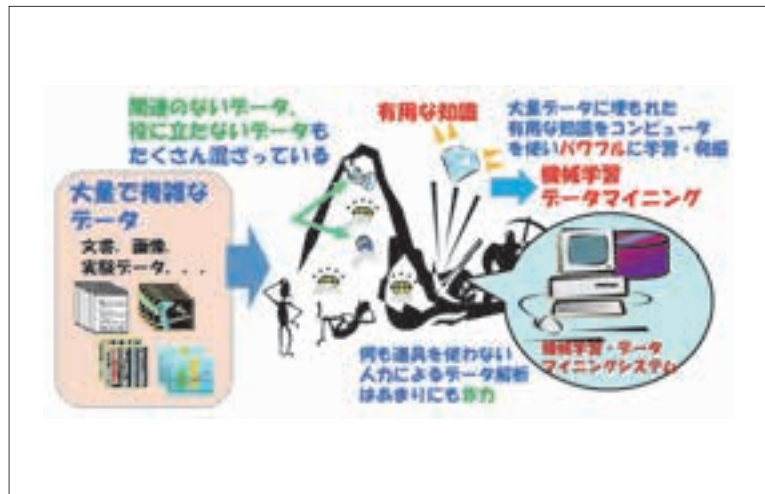 関連のないデータ、
役に立たないデータも
たくさん混ざっている
有用な知識
大量データに埋もれた
有用な知識をコンピュータ
を使いパワフルに学習・発掘
機械学習
データマイニング
大量で複雑な
データ
文書、画像、
実験データ、、、
何も道具を使わない
人力によるデータ解析
はあまりにも非力
機械学習・データ
マイニングシステム